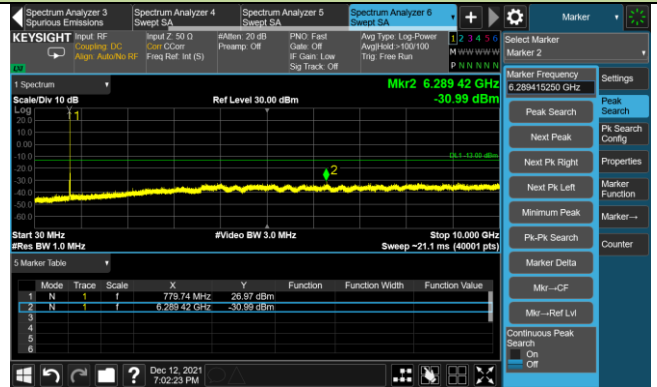 Spectrum Analyzer 3
Spurious Emissions
Spectrum Analyzer 4
Swept SA
Spectrum Analyzer 5
Swept SA
Spectrum Analyzer 6
Swept SA
Marker
KEYSIGHT
Input: RF
Coupling: DC
Align: Auto/No RF
Input Z: 50 Ω
Corr CCorr
Freq Ref: Int (S)
#Atten: 20 dB
Preamp: Off
PNO: Fast
Gate: Off
IF Gain: Low
Sig Track: Off
Avg Type: Log-Power
Avg|Hold:>100/100
Trig: Free Run
1 2 3 4 5 6
M W W W W W
P N N N N N
LXI
Select Marker
Marker 2
1 Spectrum
Mkr2 6.289 42 GHz
-30.99 dBm
Scale/Div 10 dB
Ref Level 30.00 dBm
Log
20.0
10.0
0.00
-10.0
-20.0
-30.0
-40.0
-50.0
-60.0
1
2
DL1 -13.00 dBm
Start 30 MHz
#Video BW 3.0 MHz
Stop 10.000 GHz
#Res BW 1.0 MHz
Sweep ~21.1 ms (40001 pts)
5 Marker Table
Mode Trace Scale X Y Function Function Width Function Value
1 N 1 f 779.74 MHz 26.97 dBm
2 N 1 f 6.289 42 GHz -30.99 dBm
3
4
5
6
Dec 12, 2021
7:02:23 PM
Marker Frequency
6.289415250 GHz
Peak Search
Next Peak
Next Pk Right
Next Pk Left
Minimum Peak
Pk-Pk Search
Marker Delta
Mkr→CF
Mkr→Ref Lvl
Continuous Peak
Search
On
Off
Settings
Peak
Search
Pk Search
Config
Properties
Marker
Function
Marker→
Counter